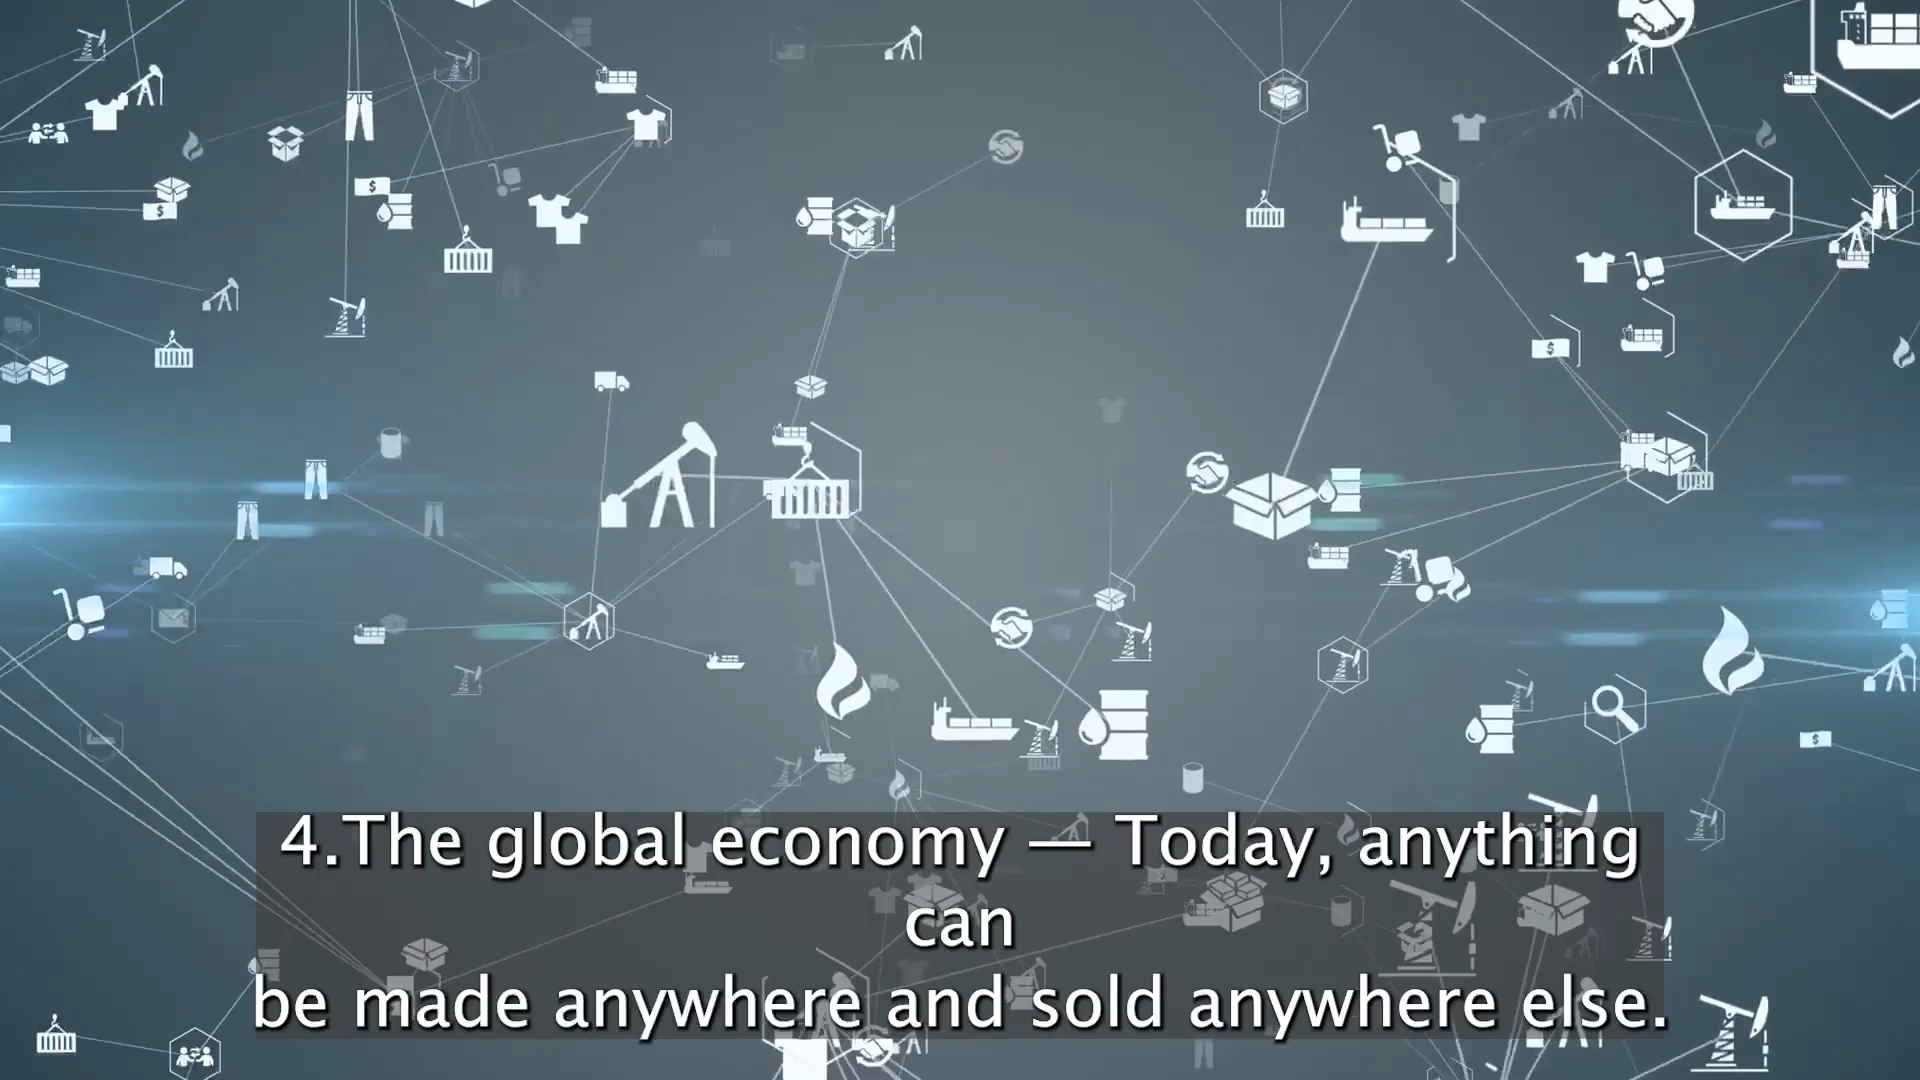 4.The global economy — Today, anything
can
be made anywhere and sold anywhere else.